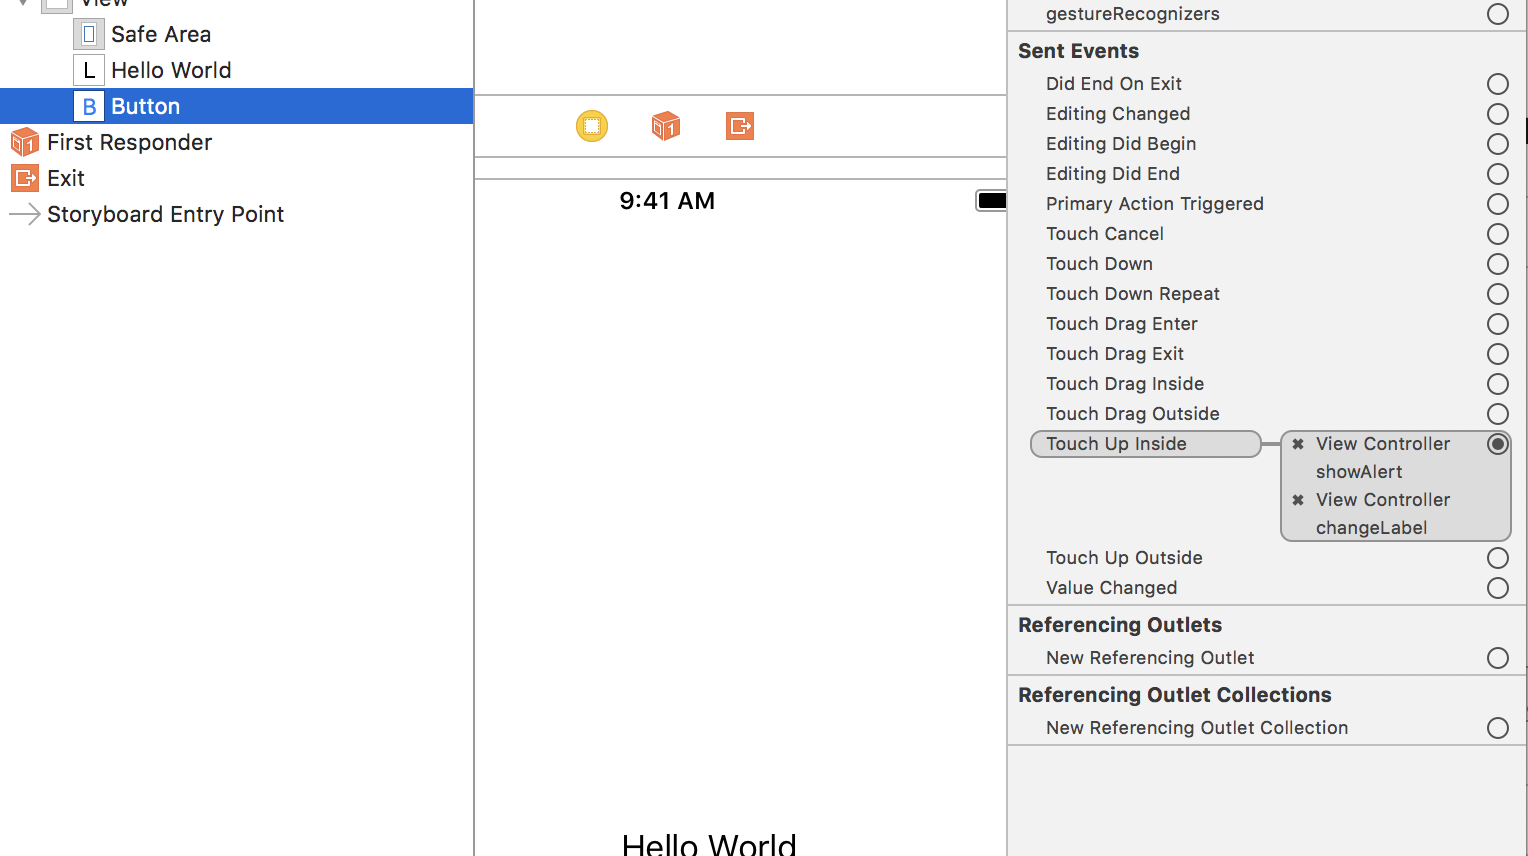 View
Safe Area
L Hello World
B Button
1 First Responder
Exit
Storyboard Entry Point
1
9:41 AM
Hello World
gestureRecognizers
Sent Events
Did End On Exit
Editing Changed
Editing Did Begin
Editing Did End
Primary Action Triggered
Touch Cancel
Touch Down
Touch Down Repeat
Touch Drag Enter
Touch Drag Exit
Touch Drag Inside
Touch Drag Outside
Touch Up Inside
View Controller
showAlert
View Controller
changeLabel
Touch Up Outside
Value Changed
Referencing Outlets
New Referencing Outlet
Referencing Outlet Collections
New Referencing Outlet Collection